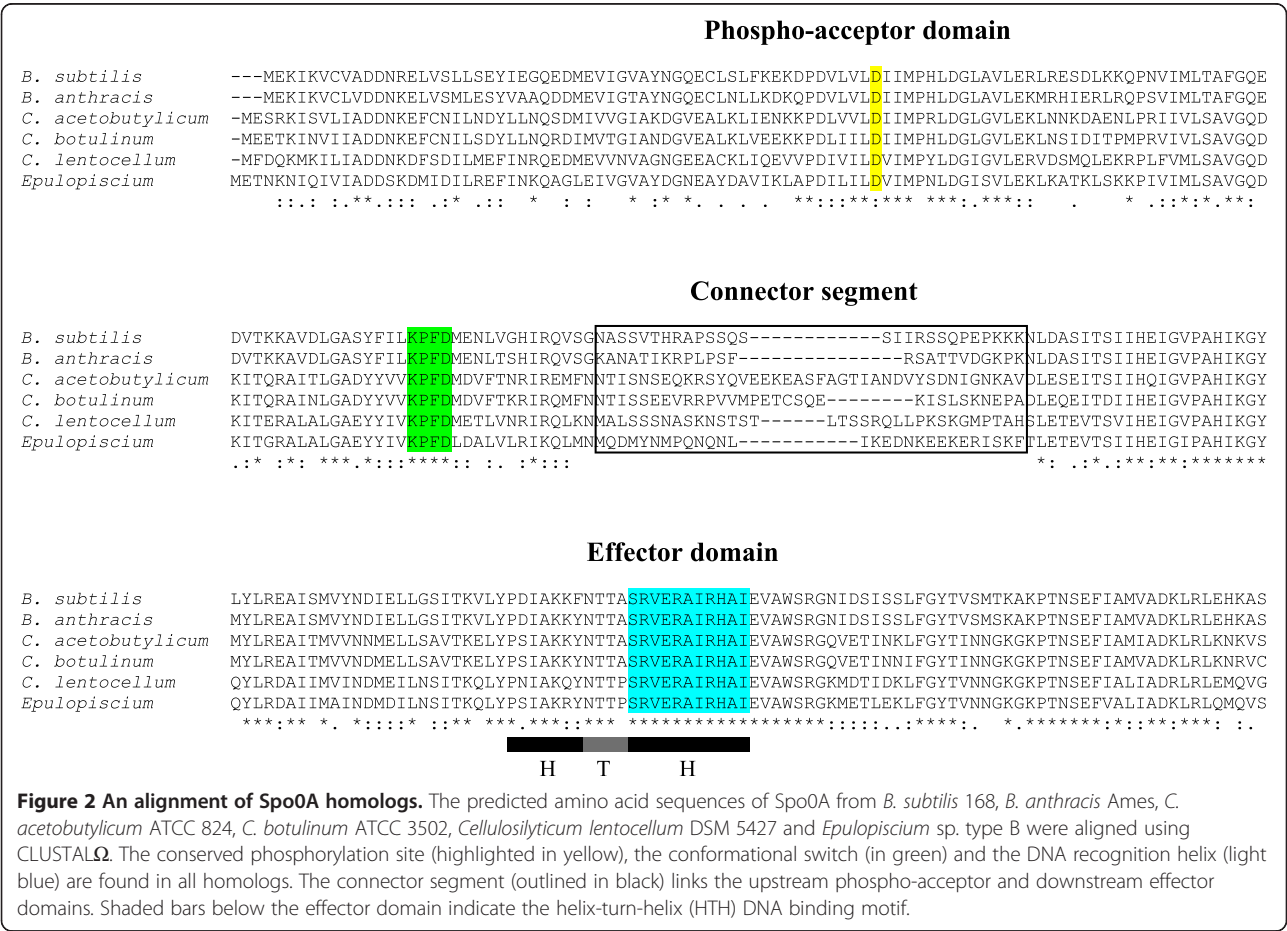 Phospho-acceptor domain
B. subtilis ---MEKIKVCVADDNRELVSLLSEYIEGQEDMEVIGVAYNGQECLSLFKEKDPDVLVLDIIMPHLDGLAVLERLRESDLKKQPNVIMLTAFGQE
B. anthracis ---MEKIKVCLVDDNKELVSMLESYVAAQDDMEVIGTAYNGQECLNLLKDKQPDVLVLDIIMPHLDGLAVLEKMRHIERLRQPSVIMLTAFGQE
C. acetobutylicum -MESRKISVLIADDNKEFCNILNDYLLNQSDMIVVGIAKDGVEALKLIENKKPDLVVLDIIMPRLDGLAVLEKLNNKDAENLPRIIVLSAVGQD
C. botulinum -MEETKINVIIADDNKEFCNILNDYLLNQRDIMVTGIANDGVEALKLVEEKKPDLIILDIIMPHLDGLAVLEKLNSIDITPMPRVIVLSAVGQD
C. lentocellum -MFDQKMKILIADDNKDFSDILMEFINRQEDMEVVNVAGNGEEACKLIQEVVPDIVILDVIMPYLDGIGVLERVDSMQLEKRPLFVMLSAVGQD
Epulopiscium METNKNIQIVIADDSKDMIDILREFINKQAGLEIVGVAYDGNEAYDAVIKLAPDILILDVIMPNLDGISVLEKLKATKLSKKPIVIMLSAVGQD
::.: :.**.::: .:* .:: * : : * :* . . . **:::**:*** ***:.***:: . * .::*:*.**:
Connector segment
B. subtilis DVTKKAVDLGASYFILKPFDMENLVGHIRQVSGNASSVTHRAPSSQS------------SIIRSSQPEPKKKNLDASITSIIHEIGVPAHIKGY
B. anthracis DVTKKAVDLGASYFILKPFDMENLTSHIRQVSGKANATIKRPLPSF---------------RSATTVDGKPKNLDASITSIIHEIGVPAHIKGY
C. acetobutylicum KITQRAITLGADYYVVKPFDMDVFTNRIREMFNNTISNSEQKRSYQVEEKEASFAGTIANDVYSDNIGNKAVDLESEITSIIHQIGVPAHIKGY
C. botulinum KITQRAINLGADYYVVKPFDMDVFTKRIRQMFNNTISSEEVRRPVVMPETCSQE--------KISLSKNEPADLEQEITDIIHEIGVPAHIKGY
C. lentocellum KITERALALGAEYYIVKPFDMETLVNRIRQLKNMALSSSNASKNSTST------LTSSRQLLPKSKGMPTAHSLETEVTSVIHEIGVPAHIKGY
Epulopiscium KITGRALALGAEYYIVKPFDLDALVLRIKQLMNMQDMYNMPQNQNL-----------IKEDNKEEKERISKFTLETEVTSIIHEIGIPAHIKGY
.:* :*: ***.*:::**** :: :. :*::: *: .:.*:**:**:*******
Effector domain
B. subtilis LYLREAISMVYNDIELLGSITKVLYPDIAKKFNTTASRVERAIRHAIEVAWSRGNIDSISSLFGYTVSMTKAKPTNSEFIAMVADKLRLEHKAS
B. anthracis MYLREAISMVYNDIELLGSITKVLYPDIAKKYNTTASRVERAIRHAIEVAWSRGNIDSISSLFGYTVSMSKAKPTNSEFIAMVADKLRLEHKAS
C. acetobutylicum MYLREAITMVVNNMELLSAVTKELYPSIAKKYNTTASRVERAIRHAIEVAWSRGQVETINKLFGYTINNGKGKPTNSEFIAMIADKLRLKNKVS
C. botulinum MYLREAITMVVNDMELLSAVTKELYPSIAKKYNTTASRVERAIRHAIEVAWSRGQVETINNIFGYTINNGKGKPTNSEFIAMVADKLRLKNRVC
C. lentocellum QYLRDAIIMVINDMEILNSITKQLYPNIAKQYNTTPSRVERAIRHAIEVAWSRGKMDTIDKLFGYTVNNGKGKPTNSEFIALIADRLRLEMQVG
Epulopiscium QYLRDAIIMAINDMDILNSITKQLYPSIAKRYNTTPSRVERAIRHAIEVAWSRGKMETLEKLFGYTVNNGKGKPTNSEFVALIADKLRLQMQVS
***:** *. *:::*.::** ***.***::*** ******************:::..:****:. *.*******:*::**:***: :.
H T H
Figure 2 An alignment of Spo0A homologs. The predicted amino acid sequences of Spo0A from B. subtilis 168, B. anthracis Ames, C.
acetobutylicum ATCC 824, C. botulinum ATCC 3502, Cellulosilyticum lentocellum DSM 5427 and Epulopiscium sp. type B were aligned using
CLUSTALΩ. The conserved phosphorylation site (highlighted in yellow), the conformational switch (in green) and the DNA recognition helix (light
blue) are found in all homologs. The connector segment (outlined in black) links the upstream phospho-acceptor and downstream effector
domains. Shaded bars below the effector domain indicate the helix-turn-helix (HTH) DNA binding motif.